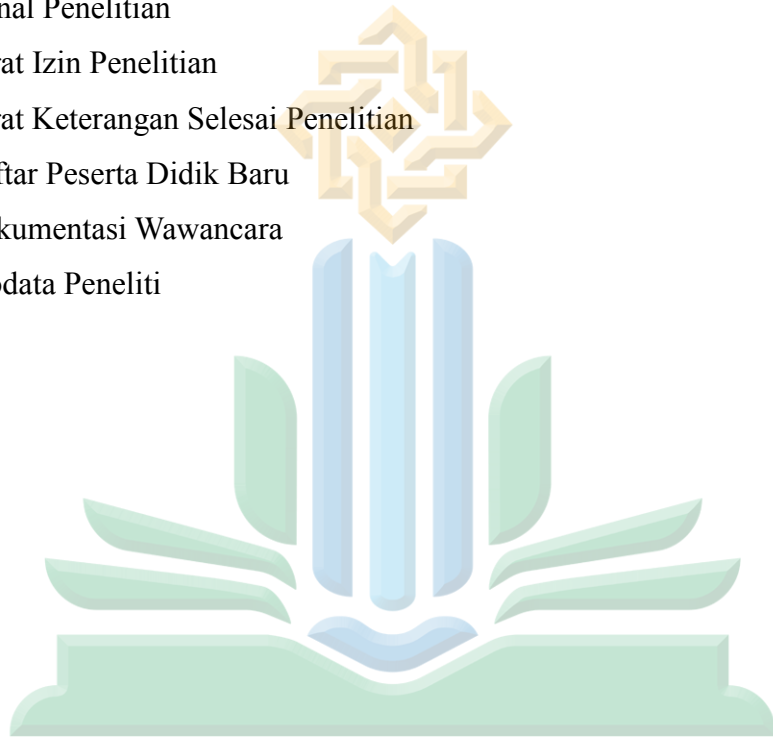 nal Penelitian
rat Izin Penelitian
rat Keterangan Selesai Penelitian
ftar Peserta Didik Baru
kumentasi Wawancara
odata Peneliti